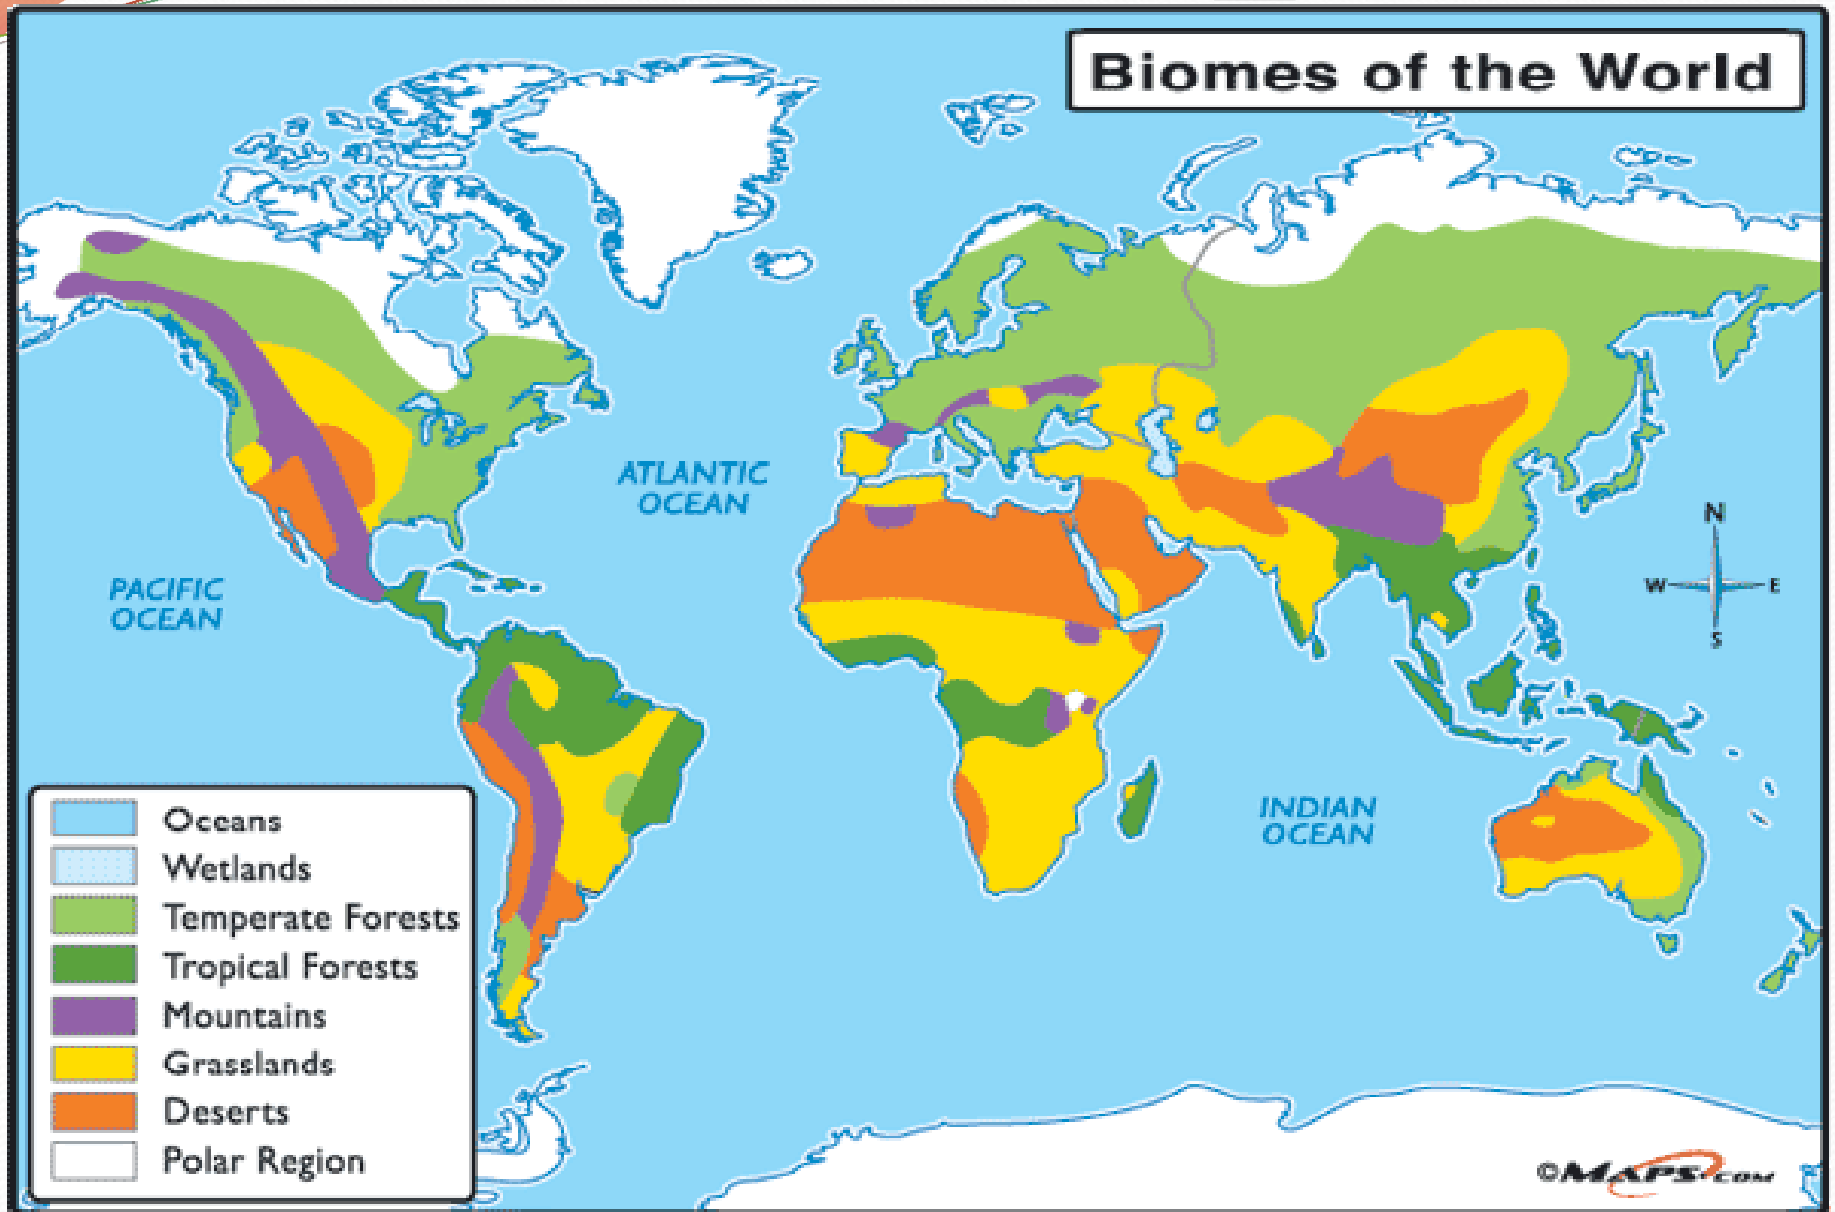 Biomes of the World
ATLANTIC
OCEAN
PACIFIC
OCEAN
N
W
E
S
INDIAN
OCEAN
Oceans
Wetlands
Temperate Forests
Tropical Forests
Mountains
Grasslands
Deserts
Polar Region
©MAPS.COM